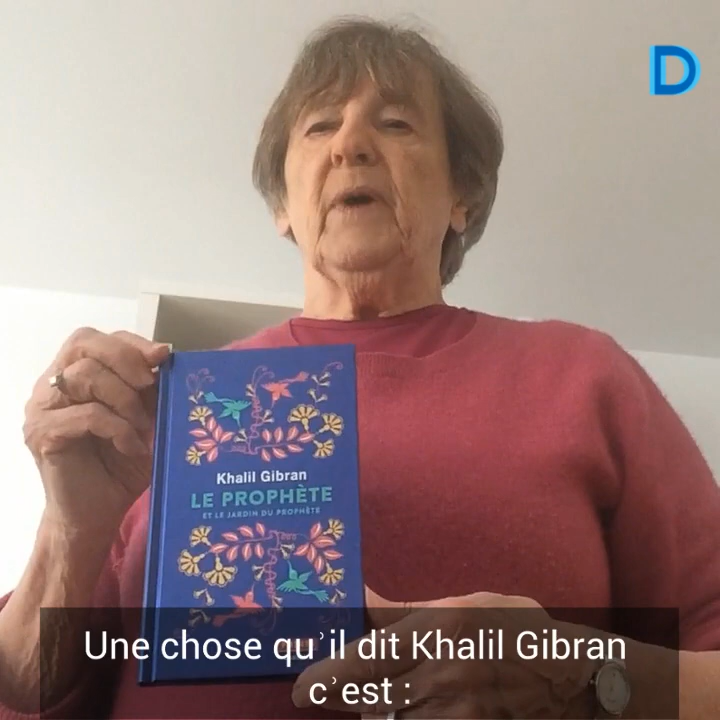 D
Khalil Gibran
LE PROPHÈTE
ET LE JARDIN DU PROPHÈTE
Une chose qu'il dit Khalil Gibran
c'est :